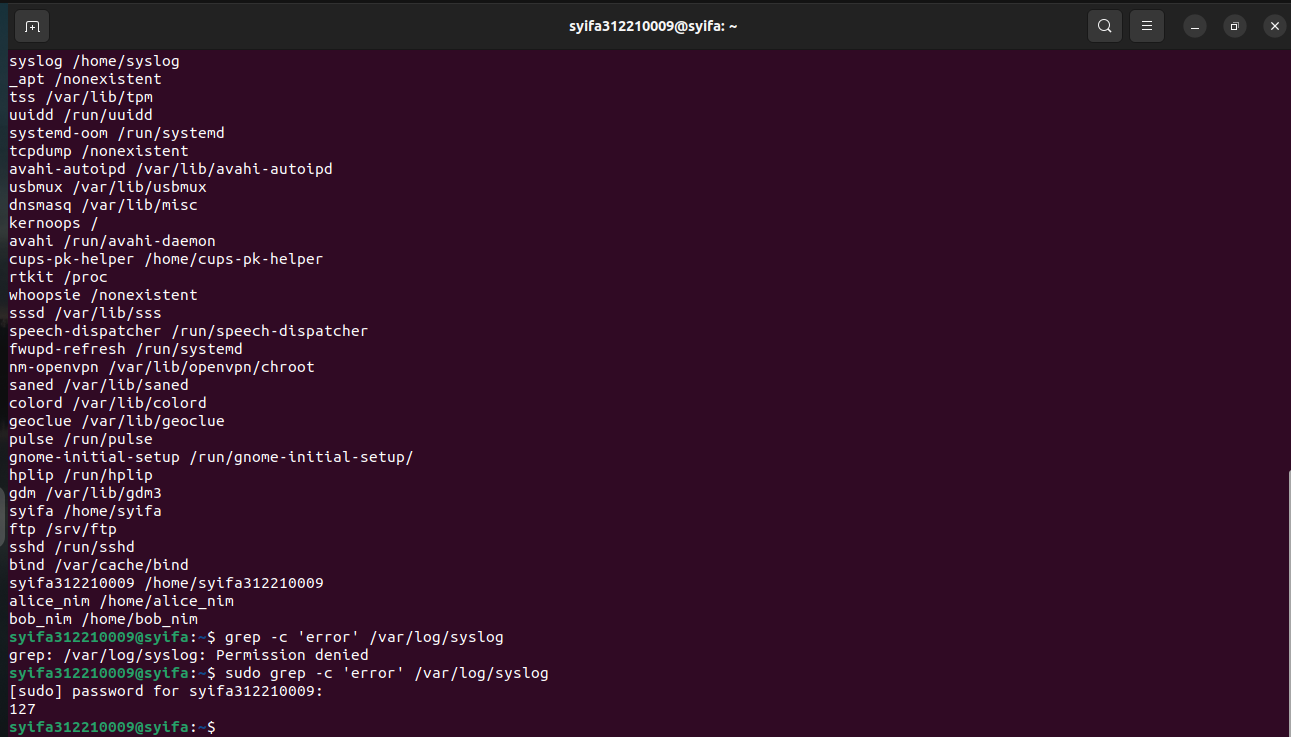 syifa312210009@syifa: ~
syslog /home/syslog
_apt /nonexistent
tss /var/lib/tpm
uuidd /run/uuidd
systemd-oom /run/systemd
tcpdump /nonexistent
avahi-autoipd /var/lib/avahi-autoipd
usbmux /var/lib/usbmux
dnsmasq /var/lib/misc
kernoops /
avahi /run/avahi-daemon
cups-pk-helper /home/cups-pk-helper
rtkit /proc
whoopsie /nonexistent
sssd /var/lib/sss
speech-dispatcher /run/speech-dispatcher
fwupd-refresh /run/systemd
nm-openvpn /var/lib/openvpn/chroot
saned /var/lib/saned
colord /var/lib/colord
geoclue /var/lib/geoclue
pulse /run/pulse
gnome-initial-setup /run/gnome-initial-setup/
hplip /run/hplip
gdm /var/lib/gdm3
syifa /home/syifa
ftp /srv/ftp
sshd /run/sshd
bind /var/cache/bind
syifa312210009 /home/syifa312210009
alice_nim /home/alice_nim
bob_nim /home/bob_nim
syifa312210009@syifa:~$ grep -c 'error' /var/log/syslog
grep: /var/log/syslog: Permission denied
syifa312210009@syifa:~$ sudo grep -c 'error' /var/log/syslog
[sudo] password for syifa312210009:
127
syifa312210009@syifa:~$